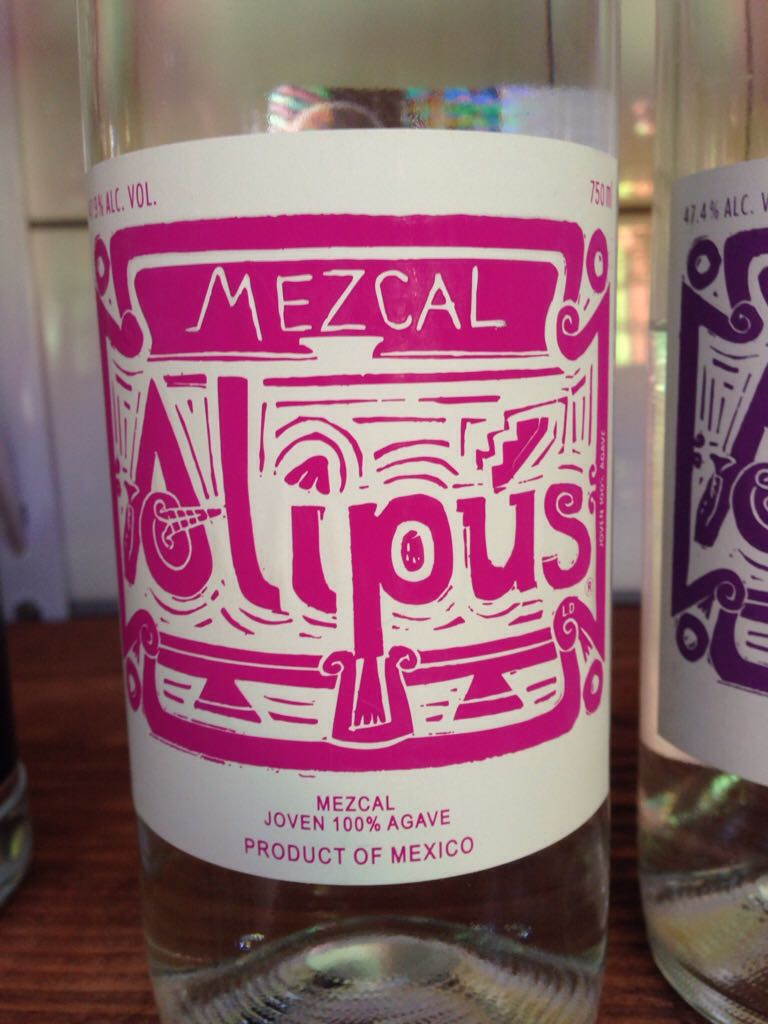 ALC. VOL.
750ml
MEZCAL
Alipús
®
LD
JOVEN 100% AGAVE
MEZCAL
JOVEN 100% AGAVE
PRODUCT OF MEXICO
47.4% ALC.